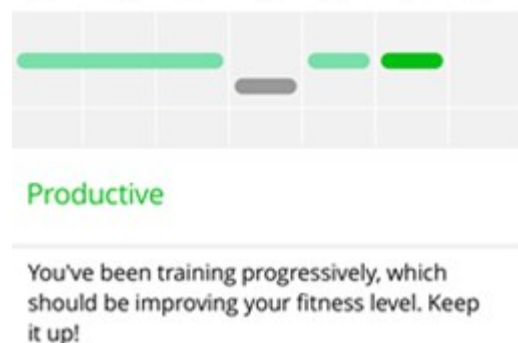 Productive
You've been training progressively, which
should be improving your fitness level. Keep
it up!